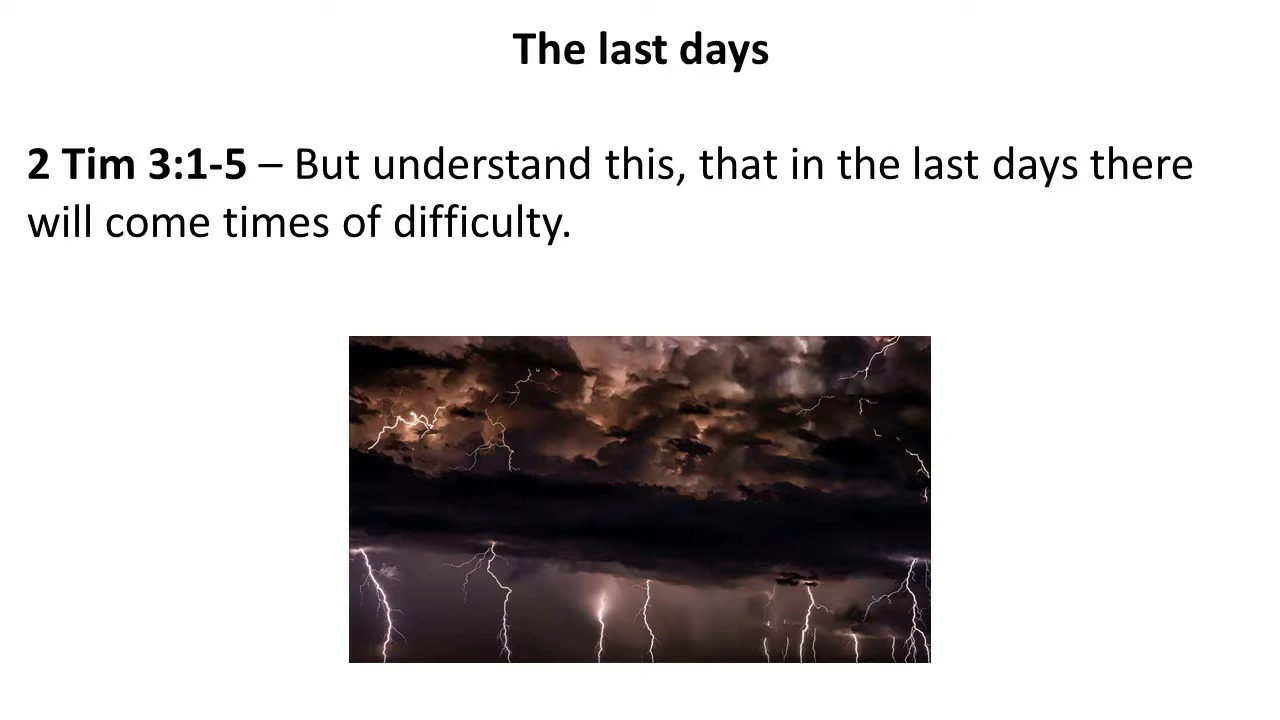 The last days
2 Tim 3:1-5 – But understand this, that in the last days there
will come times of difficulty.